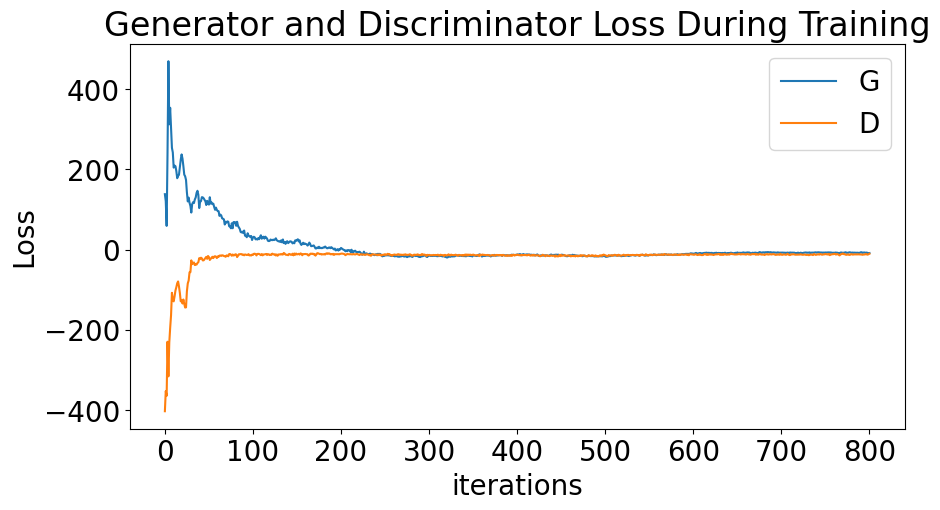 Generator and Discriminator Loss During Training
G
D
Loss
400
200
0
−200
−400
0 100 200 300 400 500 600 700 800
iterations